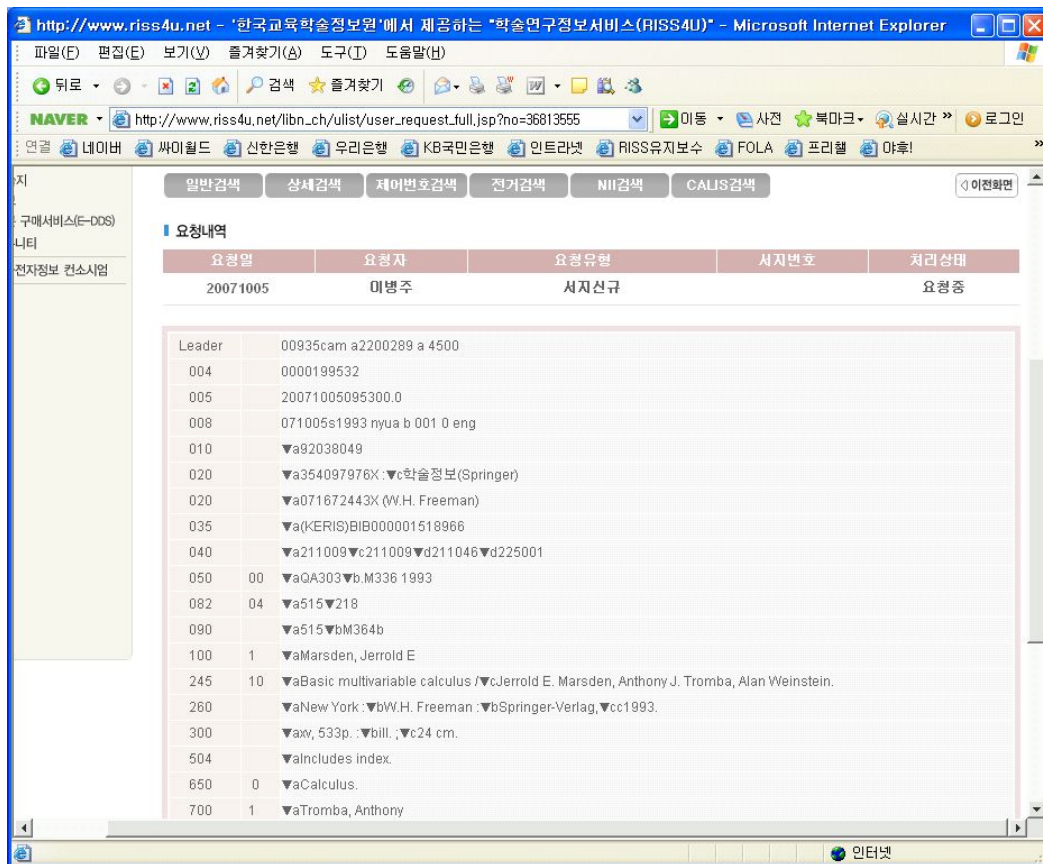 http://www.riss4u.net - '한국교육학술정보원'에서 제공하는 "학술연구정보서비스(RISS4U)" - Microsoft Internet Explorer
파일(F) 편집(E) 보기(V) 즐겨찾기(A) 도구(T) 도움말(H)
뒤로 검색 즐겨찾기
NAVER http://www.riss4u.net/libn_ch/ulist/user_request_full.jsp?no=36813555 이동 사전 북마크 실시간 » 로그인
연결 네이버 싸이월드 신한은행 우리은행 KB국민은행 인트라넷 RISS유지보수 FOLA 프리챌 야후! »
지
구매서비스(E-DDS)
니티
전자정보 컨소시엄
일반검색 상세검색 제어번호검색 전거검색 NII검색 CALIS검색 이전화면
요청내역
요청일 요청자 요청유형 서지번호 처리상태
20071005 이병주 서지신규 요청중
Leader 00935cam a2200289 a 4500
004 0000199532
005 20071005095300.0
008 071005s1993 nyua b 001 0 eng
010 ▼a92038049
020 ▼a354097976X :▼c학술정보(Springer)
020 ▼a071672443X (W.H. Freeman)
035 ▼a(KERIS)BIB000001518966
040 ▼a211009▼c211009▼d211046▼d225001
050 00 ▼aQA303▼b.M336 1993
082 04 ▼a515▼218
090 ▼a515▼bM364b
100 1 ▼aMarsden, Jerrold E
245 10 ▼aBasic multivariable calculus /▼cJerrold E. Marsden, Anthony J. Tromba, Alan Weinstein.
260 ▼aNew York :▼bW.H. Freeman :▼bSpringer-Verlag,▼cc1993.
300 ▼axv, 533p. :▼bill. ;▼c24 cm.
504 ▼aIncludes index.
650 0 ▼aCalculus.
700 1 ▼aTromba, Anthony
인터넷